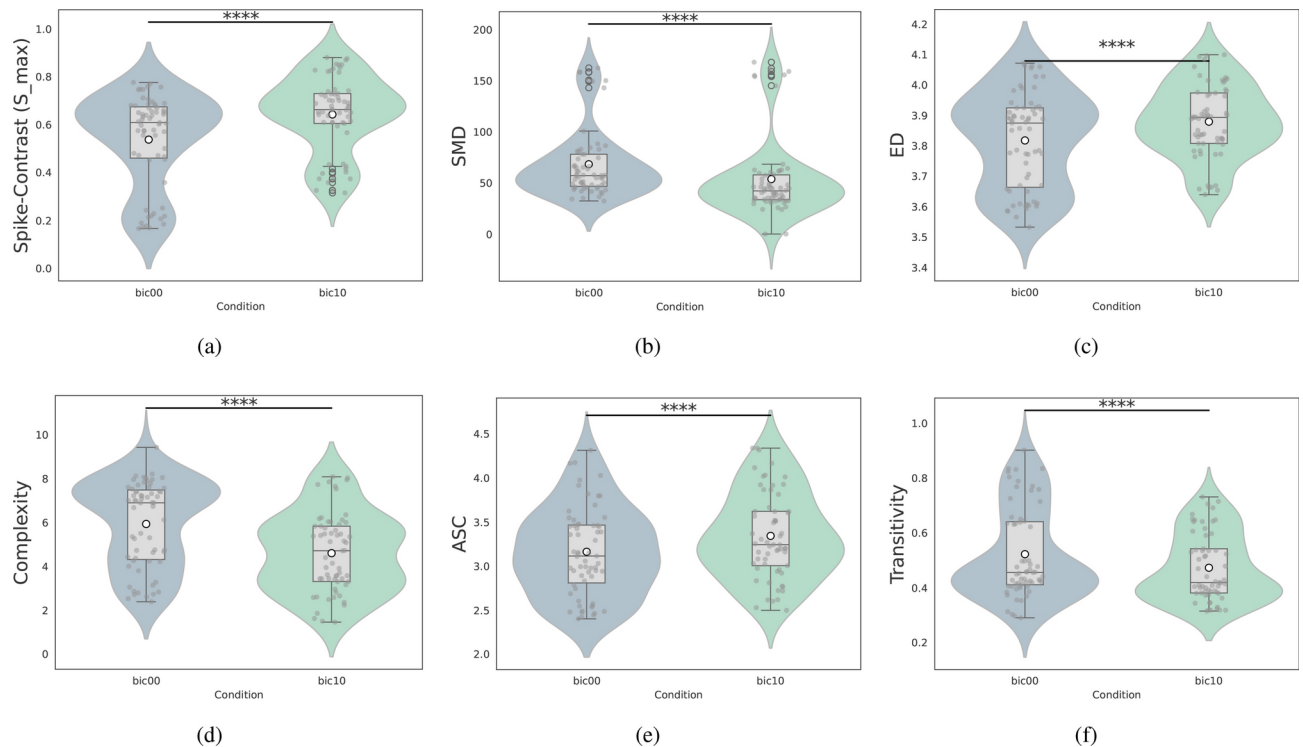 ****
1.0
0.8
0.6
0.4
0.2
0.0
Spike-Contrast (S_max)
bic00 bic10
Condition
(a)
****
200
150
100
50
0
SMD
bic00 bic10
Condition
(b)
****
4.2
4.1
4.0
3.9
3.8
3.7
3.6
3.5
3.4
ED
bic00 bic10
Condition
(c)
****
10
8
6
4
2
0
Complexity
bic00 bic10
Condition
(d)
****
4.5
4.0
3.5
3.0
2.5
2.0
ASC
bic00 bic10
Condition
(e)
****
1.0
0.8
0.6
0.4
0.2
Transitivity
bic00 bic10
Condition
(f)